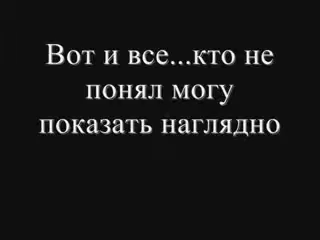 Вот и все...кто не
понял могу
показать наглядно